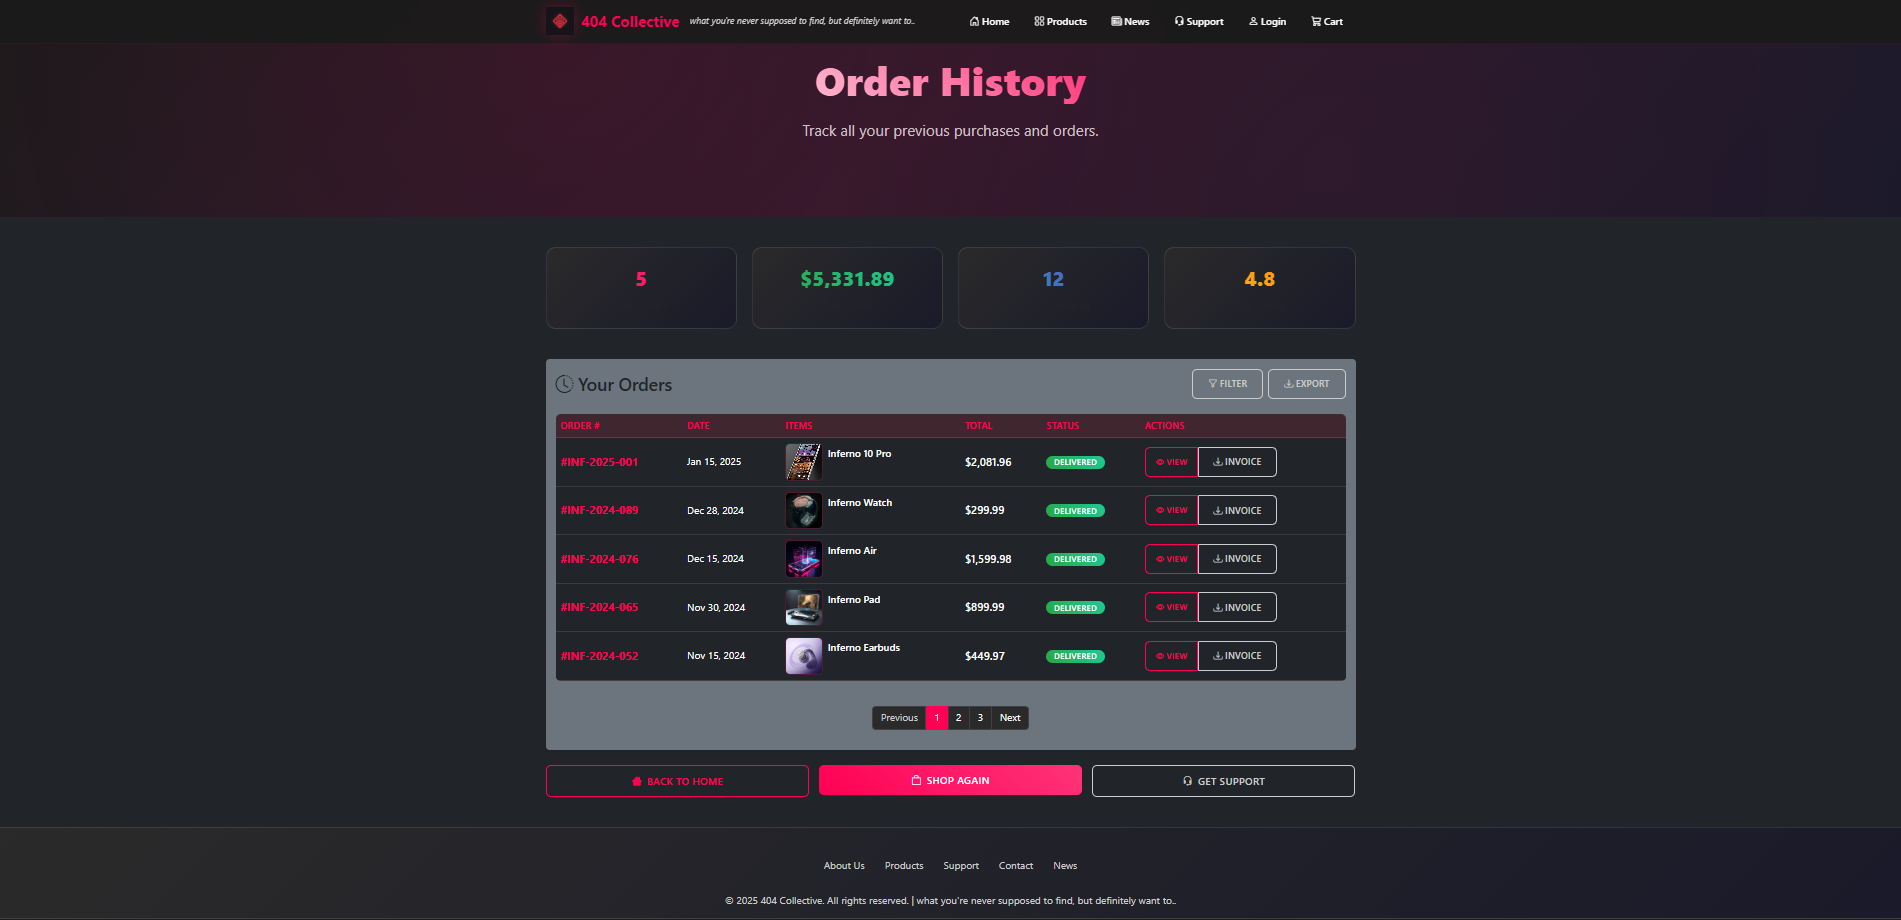 404 Collective what you're never supposed to find, but definitely want to.. Home Products News Support Login Cart
Order History
Track all your previous purchases and orders.
5 $5,331.89 12 4.8
Your Orders FILTER EXPORT
ORDER # DATE ITEMS TOTAL STATUS ACTIONS
#INF-2025-001 Jan 15, 2025 Inferno 10 Pro $2,081.96 DELIVERED VIEW INVOICE
#INF-2024-089 Dec 28, 2024 Inferno Watch $299.99 DELIVERED VIEW INVOICE
#INF-2024-076 Dec 15, 2024 Inferno Air $1,599.98 DELIVERED VIEW INVOICE
#INF-2024-065 Nov 30, 2024 Inferno Pad $899.99 DELIVERED VIEW INVOICE
#INF-2024-052 Nov 15, 2024 Inferno Earbuds $449.97 DELIVERED VIEW INVOICE
Previous 1 2 3 Next
BACK TO HOME SHOP AGAIN GET SUPPORT
About Us Products Support Contact News
© 2025 404 Collective. All rights reserved. | what you're never supposed to find, but definitely want to..